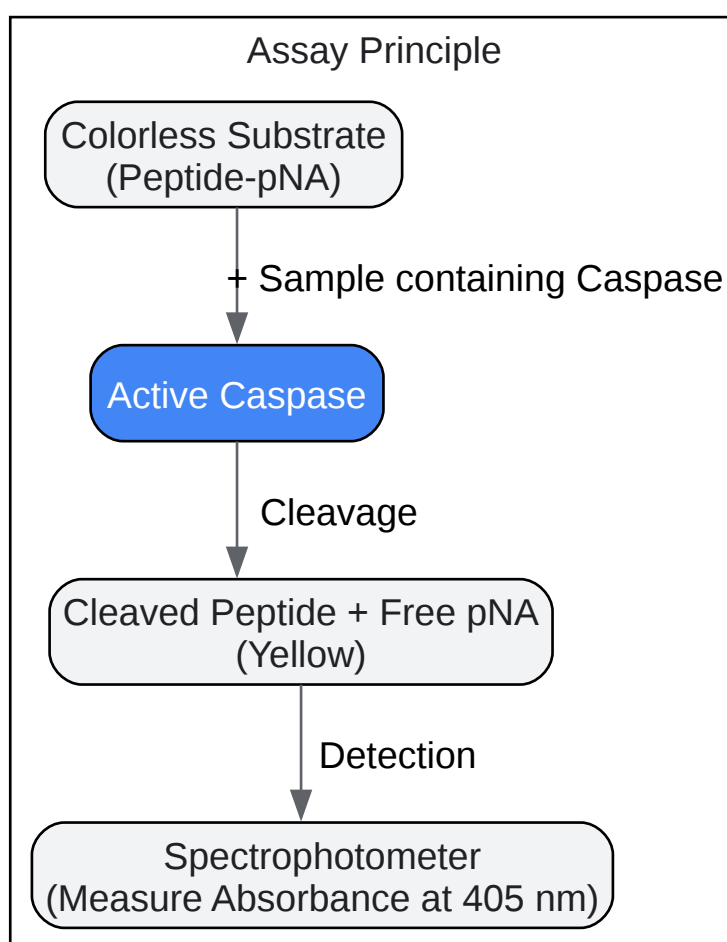 Assay Principle
Colorless Substrate
(Peptide-pNA)
+ Sample containing Caspase
Active Caspase
Cleavage
Cleaved Peptide + Free pNA
(Yellow)
Detection
Spectrophotometer
(Measure Absorbance at 405 nm)